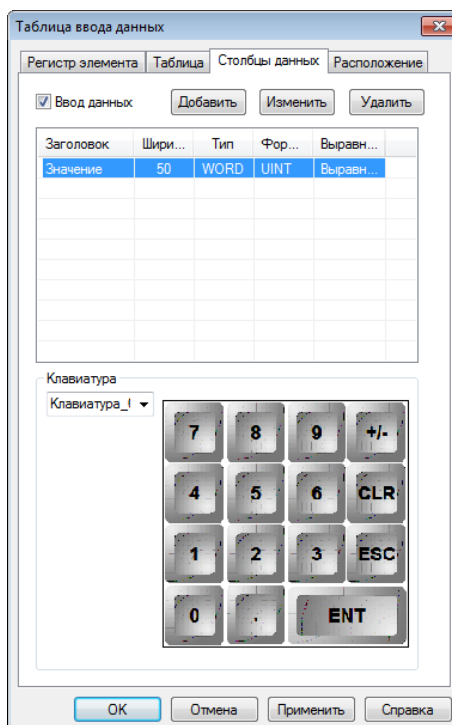 Таблица ввода данных
Регистр элемента Таблица Столбцы данных Расположение
Ввод данных Добавить Изменить Удалить
Заголовок Шири... Тип Фор... Выравн...
Значение 50 WORD UINT Выравн...
Клавиатура
Клавиатура_
7 8 9 +/-
4 5 6 CLR
1 2 3 ESC
0 . ENT
OK Отмена Применить Справка